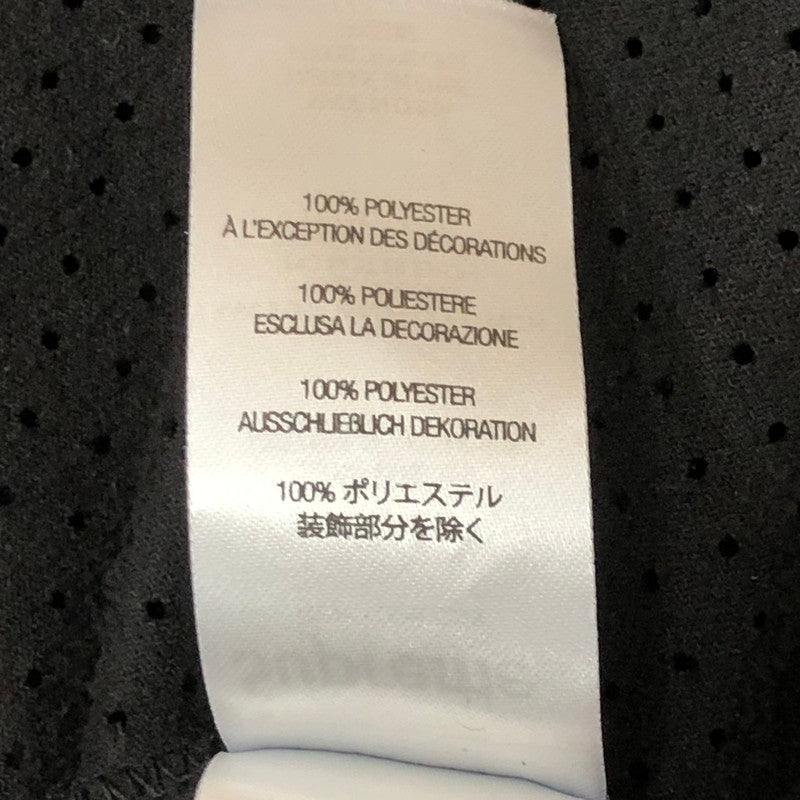 100% POLYESTER
À L'EXCEPTION DES DÉCORATIONS
100% POLIESTERE
ESCLUSA LA DECORAZIONE
100% POLYESTER
AUSSCHLIEßLICH DEKORATION
100% ポリエステル
装飾部分を除く